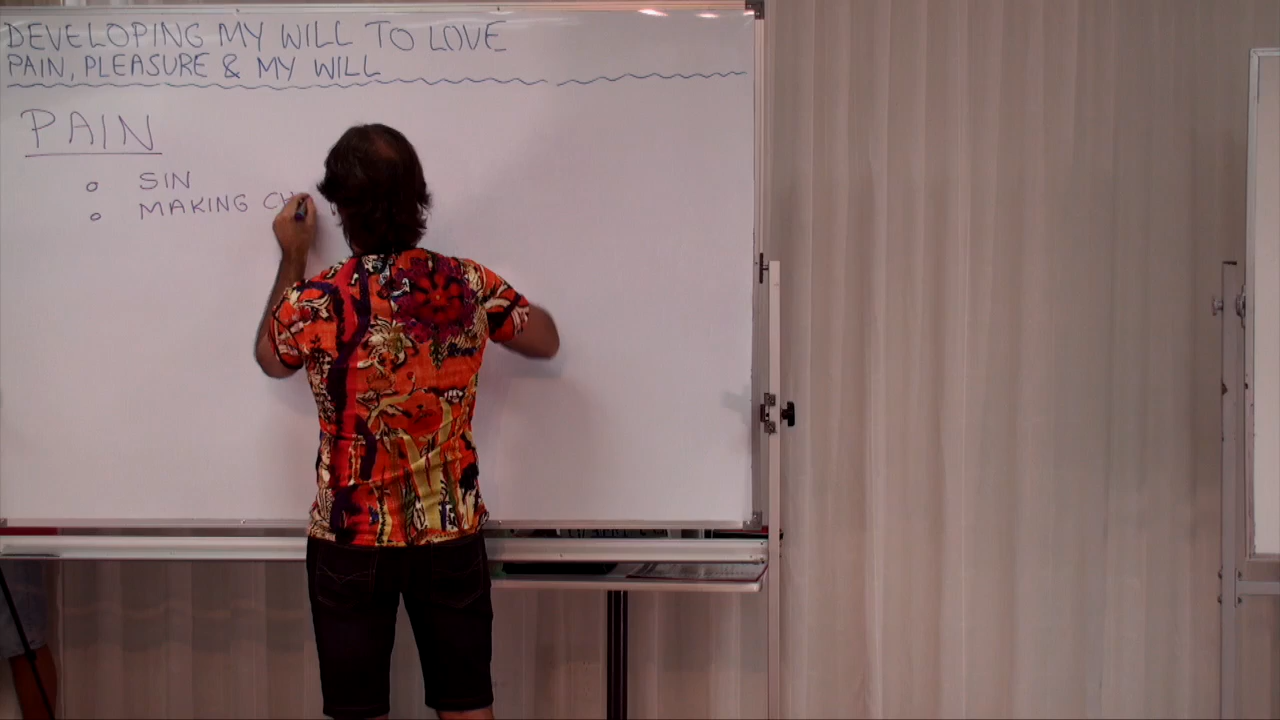 DEVELOPING MY WILL TO LOVE
PAIN, PLEASURE & MY WILL
PAIN
SIN
MAKING CH